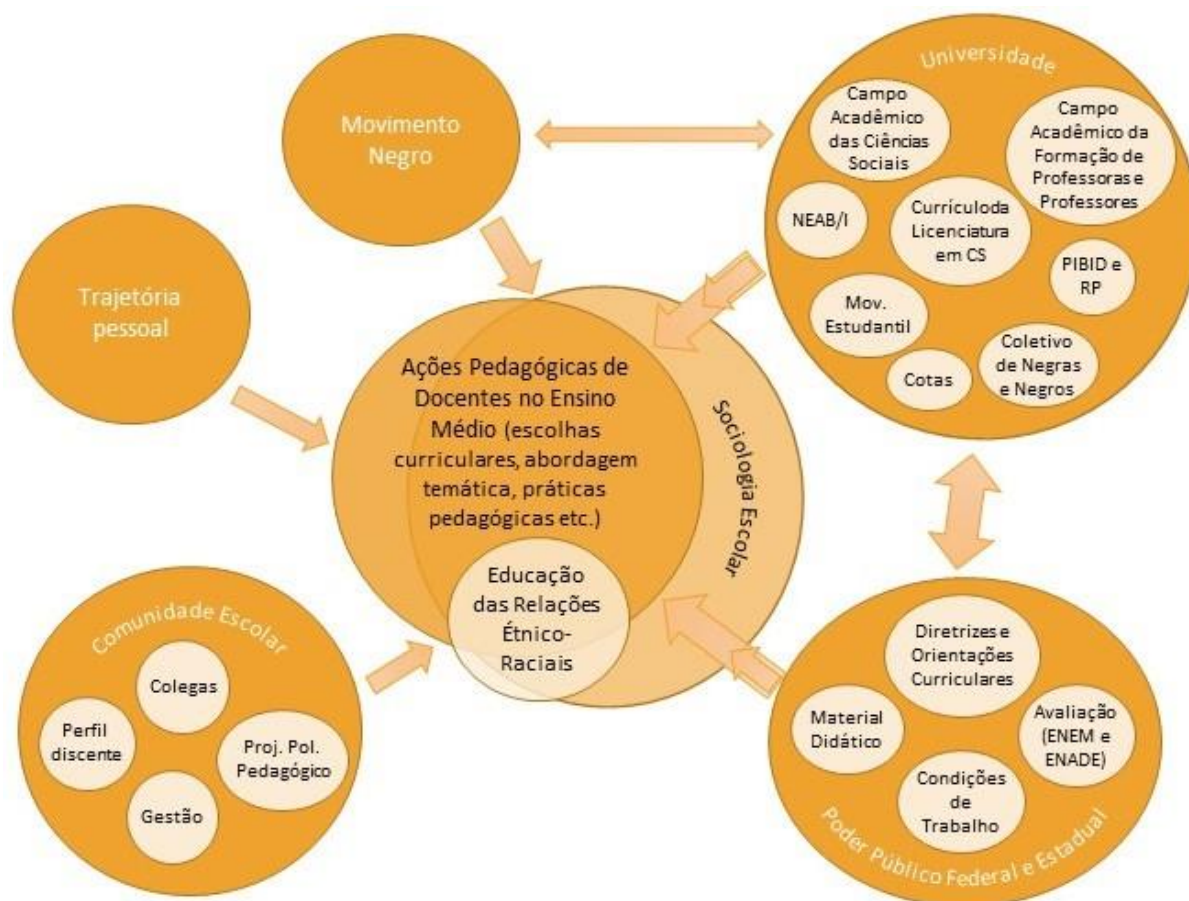 Movimento
Negro
Trajetória
pessoal
Universidade
Campo
Acadêmico
das Ciências
Sociais
Campo
Acadêmico da
Formação de
Professoras e
Professores
NEAB/I
Currículoda
Licenciatura
em CS
PIBID e
RP
Mov.
Estudantil
Cotas
Coletivo
de Negras
e Negros
Ações Pedagógicas de
Docentes no Ensino
Médio (escolhas
curriculares, abordagem
temática, práticas
pedagógicas etc.)
Sociologia Escolar
Educação
das Relações
Étnico-
Raciais
Comunidade Escolar
Colegas
Perfil
discente
Proj. Pol.
Pedagógico
Gestão
Diretrizes e
Orientações
Curriculares
Material
Didático
Avaliação
(ENEM e
ENADE)
Condições
de
Trabalho
Poder Público Federal e Estadual